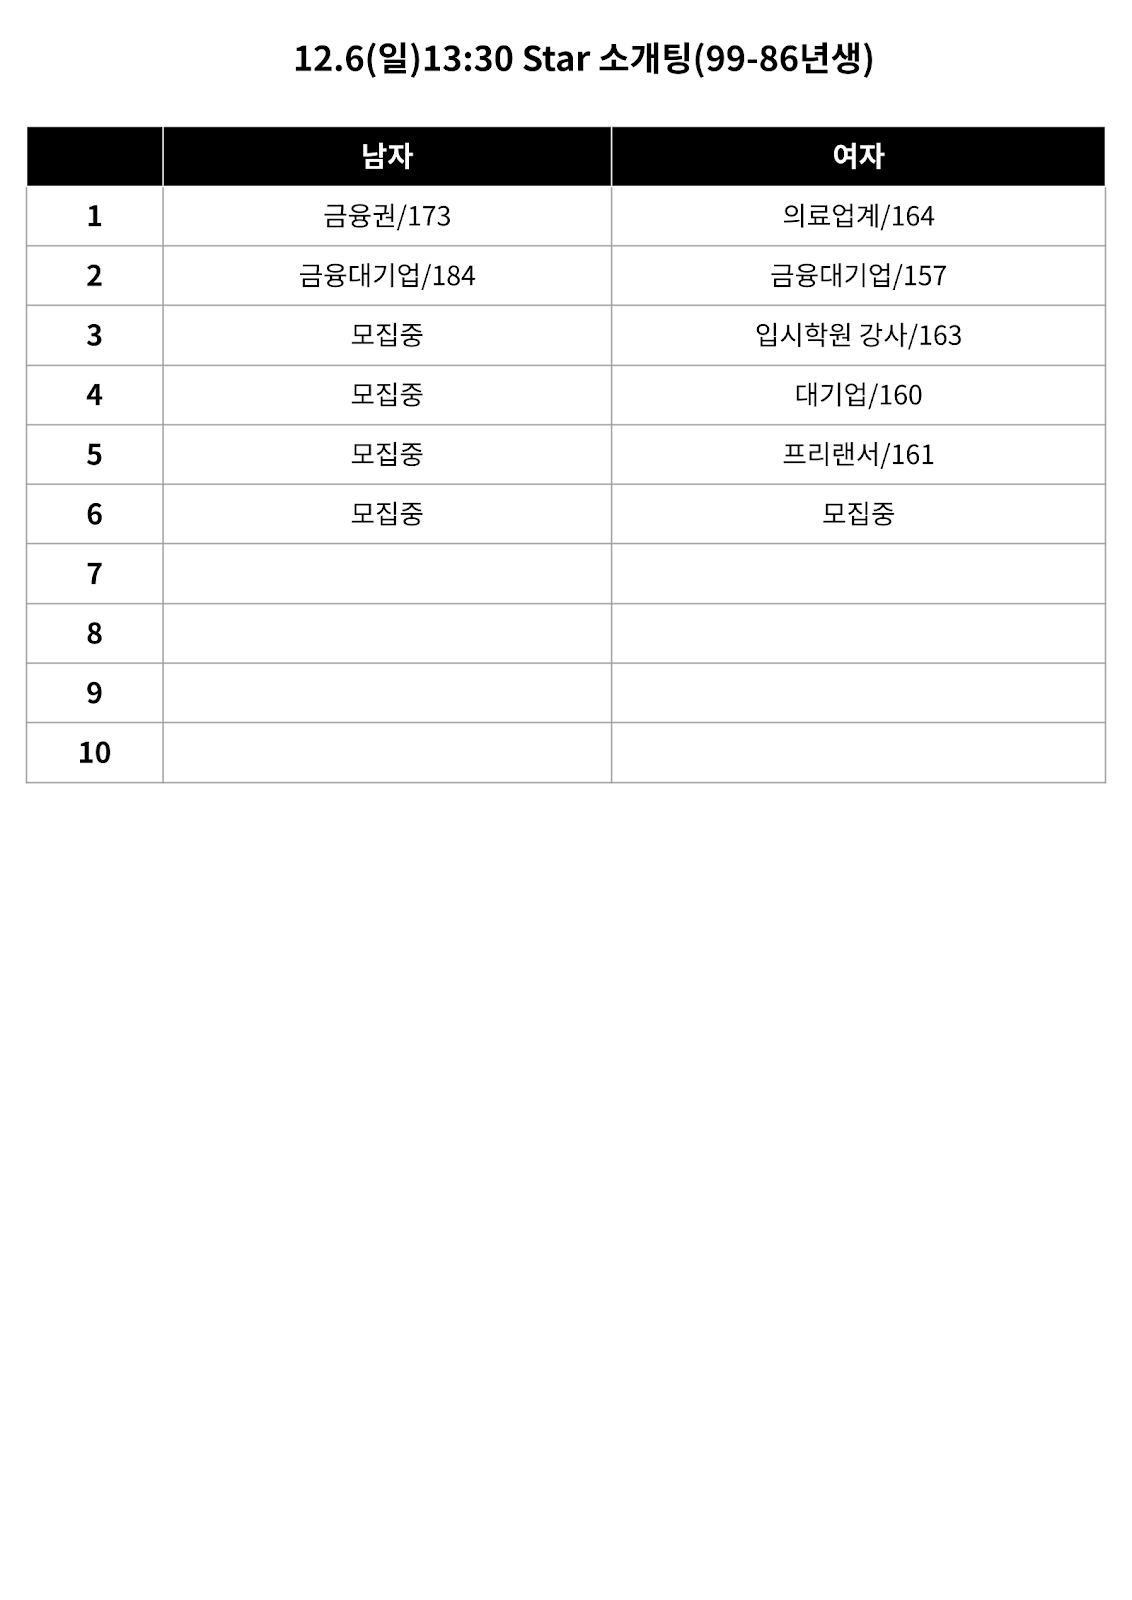 12.6(일)13:30 Star 소개팅(99-86년생)
남자 여자
1 금융권/173 의료업계/164
2 금융대기업/184 금융대기업/157
3 모집중 입시학원 강사/163
4 모집중 대기업/160
5 모집중 프리랜서/161
6 모집중 모집중
7
8
9
10